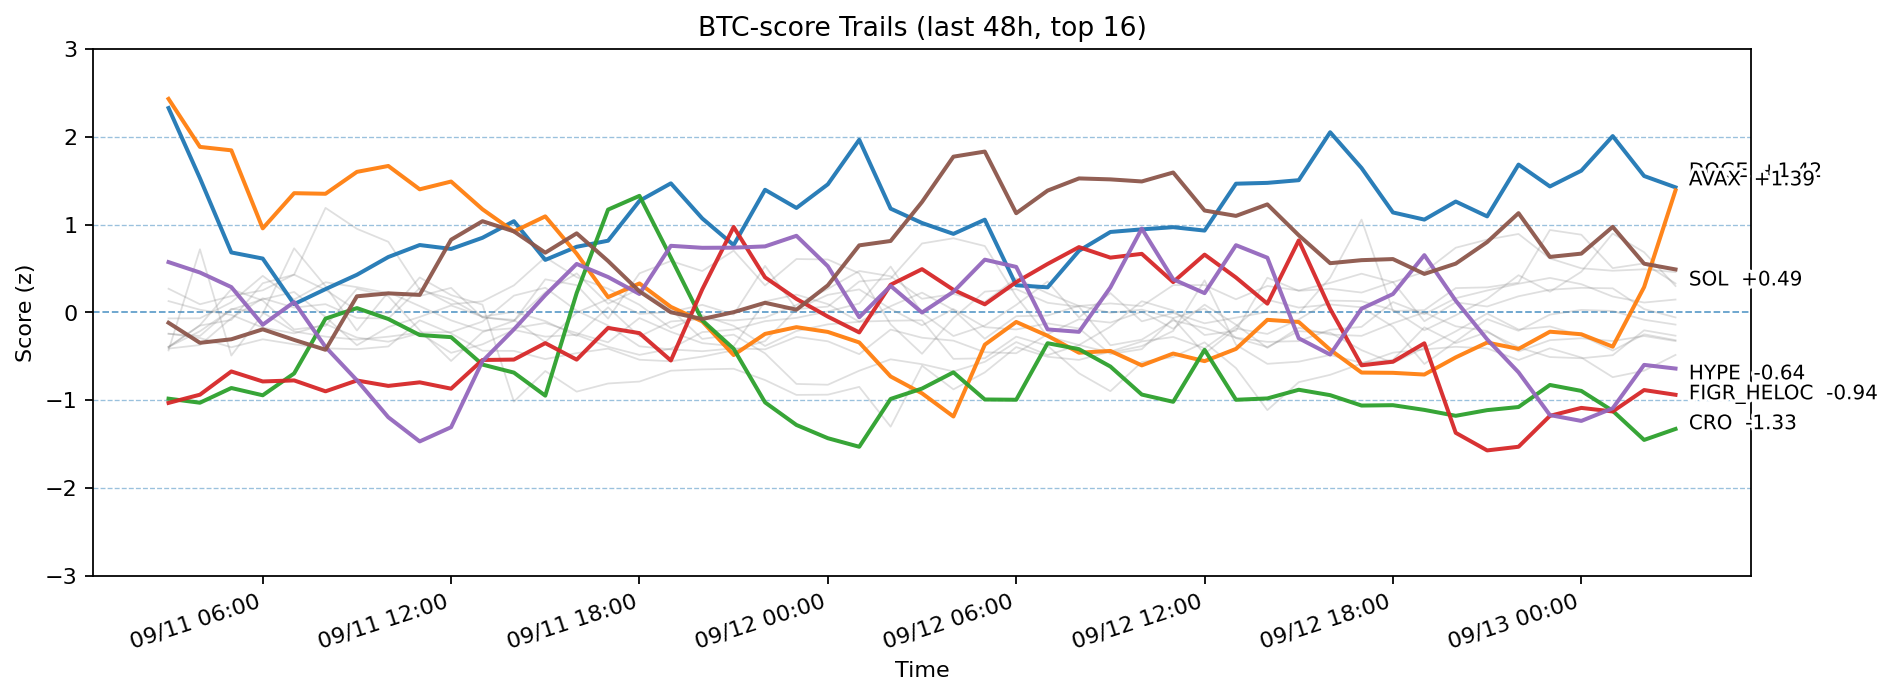 BTC-score Trails (last 48h, top 16)
Score (z)
3
2
1
0
−1
−2
−3
DOGE +1.42
AVAX +1.39
SOL +0.49
HYPE -0.64
FIGR_HELOC -0.94
CRO -1.33
09/11 06:00
09/11 12:00
09/11 18:00
09/12 00:00
09/12 06:00
09/12 12:00
09/12 18:00
09/13 00:00
Time